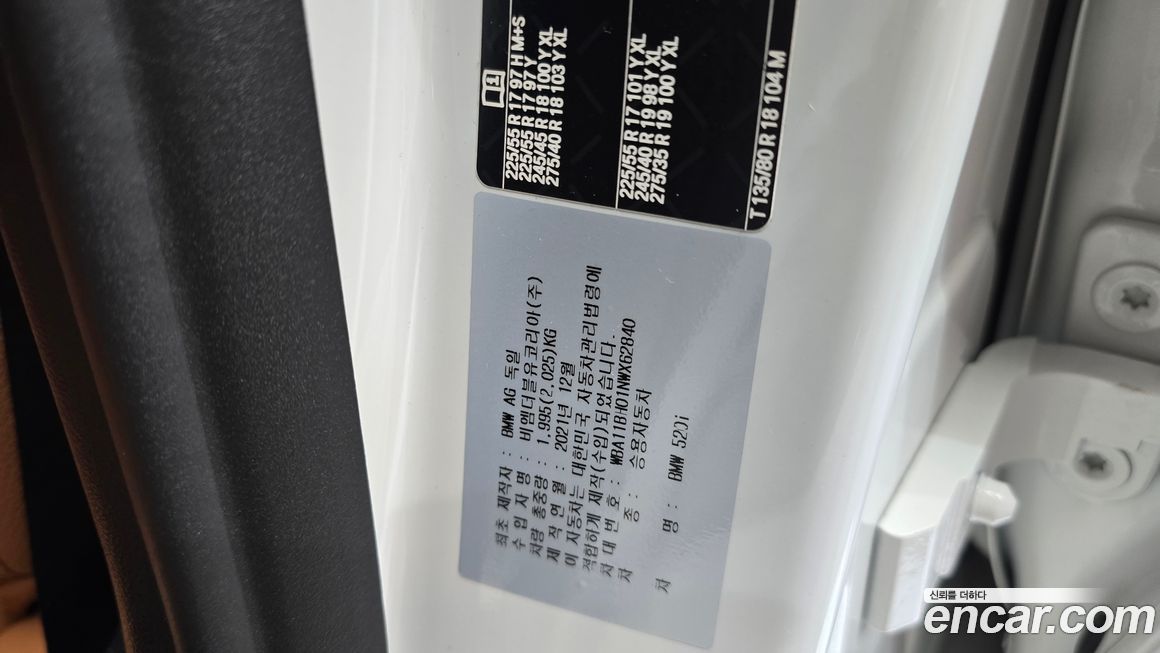 225/55 R 17 97 H M+S
225/55 R 17 97 Y
245/45 R 18 100 Y XL
275/40 R 18 103 Y XL
225/55 R 17 101 Y XL
245/40 R 19 98 Y XL
275/35 R 19 100 Y XL
T 135/80 R 18 104 M
최초 제작자 : BMW AG 독일
수 입 자 명 : 비엠더블유코리아(주)
차량 총중량 : 1,995(2,025)KG
제 작 연 월 : 2021년 12월
이 자동차는 대한민국 자동차관리법령에
적합하게 제작(수입)되었습니다.
차 대 번 호 : WBA11BH01NWX62840
차 종 : 승용자동차
차 명 : BMW 520i
신뢰를 더하다
encar.com